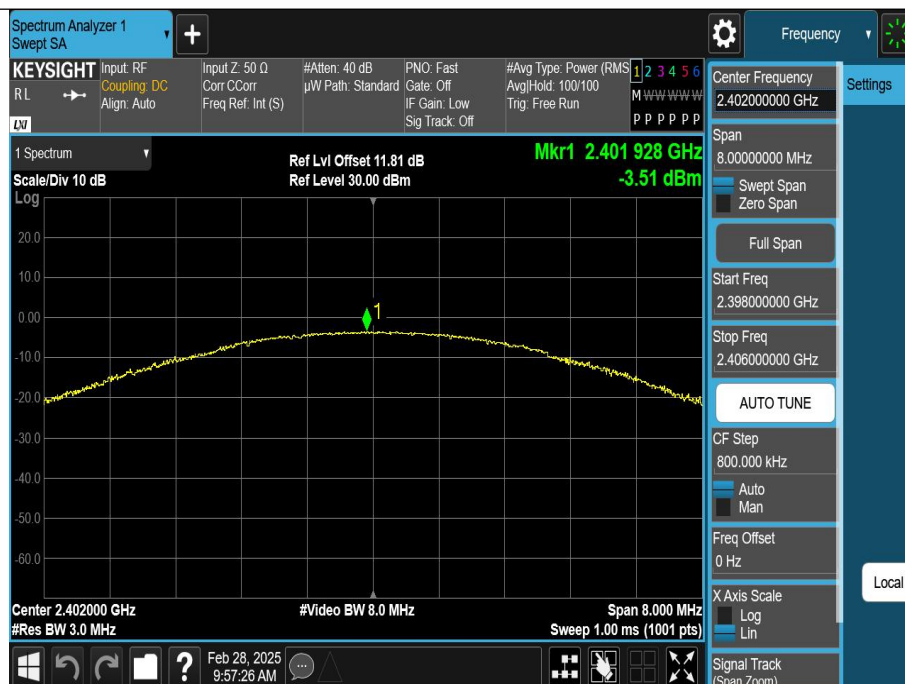 Spectrum Analyzer 1
Swept SA
Frequency
KEYSIGHT
RL
LXI
Input: RF
Coupling: DC
Align: Auto
Input Z: 50 Ω
Corr CCorr
Freq Ref: Int (S)
#Atten: 40 dB
µW Path: Standard
PNO: Fast
Gate: Off
IF Gain: Low
Sig Track: Off
#Avg Type: Power (RMS
Avg|Hold: 100/100
Trig: Free Run
1 2 3 4 5 6
M W W W W W
P P P P P P
1 Spectrum
Scale/Div 10 dB
Log
Ref Lvl Offset 11.81 dB
Ref Level 30.00 dBm
Mkr1 2.401 928 GHz
-3.51 dBm
20.0
10.0
0.00
-10.0
-20.0
-30.0
-40.0
-50.0
-60.0
1
Center 2.402000 GHz
#Res BW 3.0 MHz
#Video BW 8.0 MHz
Span 8.000 MHz
Sweep 1.00 ms (1001 pts)
Feb 28, 2025
9:57:26 AM
?
Center Frequency
2.402000000 GHz
Span
8.00000000 MHz
Swept Span
Zero Span
Full Span
Start Freq
2.398000000 GHz
Stop Freq
2.406000000 GHz
AUTO TUNE
CF Step
800.000 kHz
Auto
Man
Freq Offset
0 Hz
X Axis Scale
Log
Lin
Signal Track
(Span Zoom)
Settings
Local